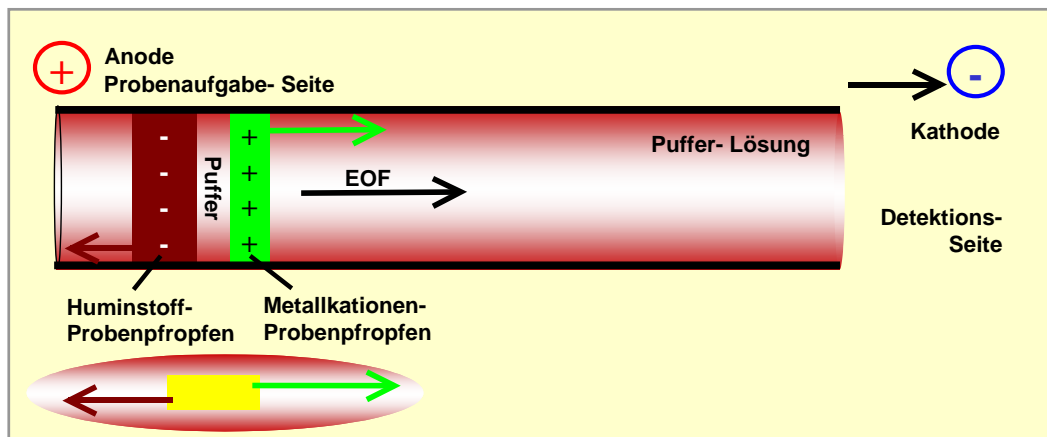 +
Anode
Probenaufgabe- Seite
-
Kathode
- +
- +
- +
- +
Puffer
EOF
Puffer- Lösung
Detektions-
Seite
Huminstoff-
Probenpfropfen
Metallkationen-
Probenpfropfen